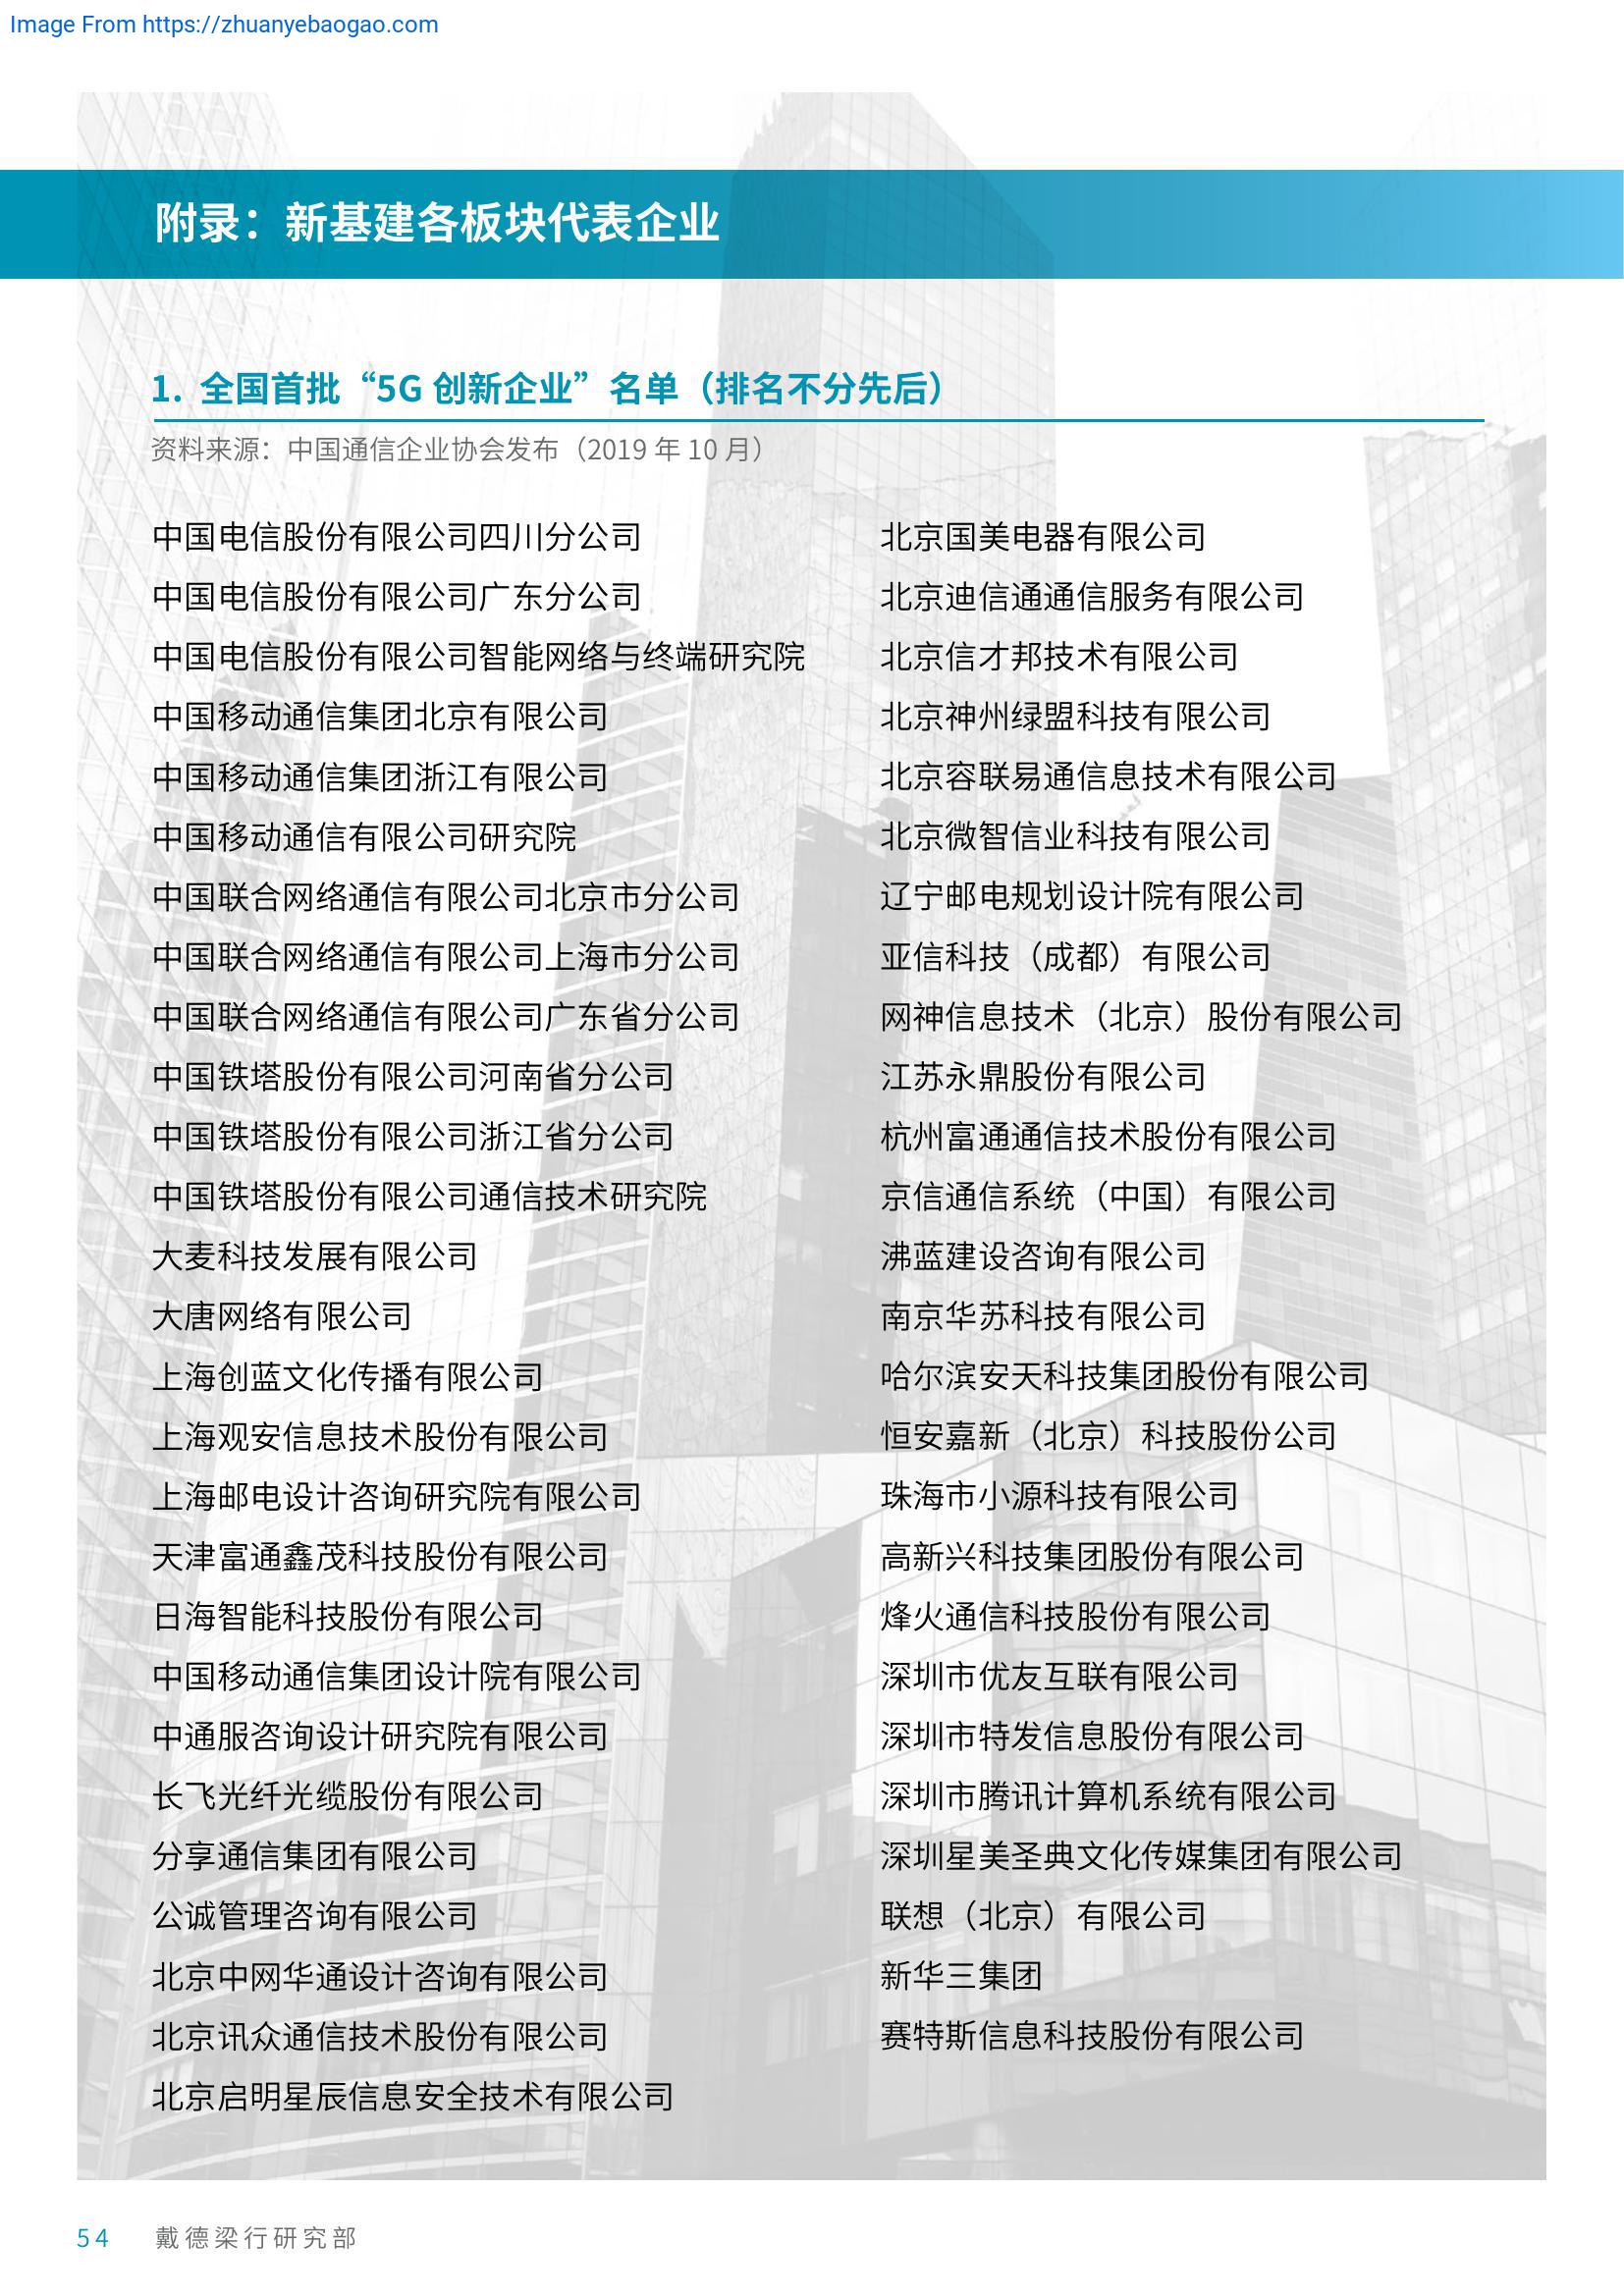 Image From https://zhuanyebaogao.com
附录：新基建各板块代表企业
1. 全国首批“5G 创新企业”名单（排名不分先后）
资料来源：中国通信企业协会发布（2019 年 10 月）
中国电信股份有限公司四川分公司
中国电信股份有限公司广东分公司
中国电信股份有限公司智能网络与终端研究院
中国移动通信集团北京有限公司
中国移动通信集团浙江有限公司
中国移动通信有限公司研究院
中国联合网络通信有限公司北京市分公司
中国联合网络通信有限公司上海市分公司
中国联合网络通信有限公司广东省分公司
中国铁塔股份有限公司河南省分公司
中国铁塔股份有限公司浙江省分公司
中国铁塔股份有限公司通信技术研究院
大麦科技发展有限公司
大唐网络有限公司
上海创蓝文化传播有限公司
上海观安信息技术股份有限公司
上海邮电设计咨询研究院有限公司
天津富通鑫茂科技股份有限公司
日海智能科技股份有限公司
中国移动通信集团设计院有限公司
中通服咨询设计研究院有限公司
长飞光纤光缆股份有限公司
分享通信集团有限公司
公诚管理咨询有限公司
北京中网华通设计咨询有限公司
北京讯众通信技术股份有限公司
北京启明星辰信息安全技术有限公司
北京国美电器有限公司
北京迪信通通信服务有限公司
北京信才邦技术有限公司
北京神州绿盟科技有限公司
北京容联易通信息技术有限公司
北京微智信业科技有限公司
辽宁邮电规划设计院有限公司
亚信科技（成都）有限公司
网神信息技术（北京）股份有限公司
江苏永鼎股份有限公司
杭州富通通信技术股份有限公司
京信通信系统（中国）有限公司
沸蓝建设咨询有限公司
南京华苏科技有限公司
哈尔滨安天科技集团股份有限公司
恒安嘉新（北京）科技股份公司
珠海市小源科技有限公司
高新兴科技集团股份有限公司
烽火通信科技股份有限公司
深圳市优友互联有限公司
深圳市特发信息股份有限公司
深圳市腾讯计算机系统有限公司
深圳星美圣典文化传媒集团有限公司
联想（北京）有限公司
新华三集团
赛特斯信息科技股份有限公司
54 戴德梁行研究部